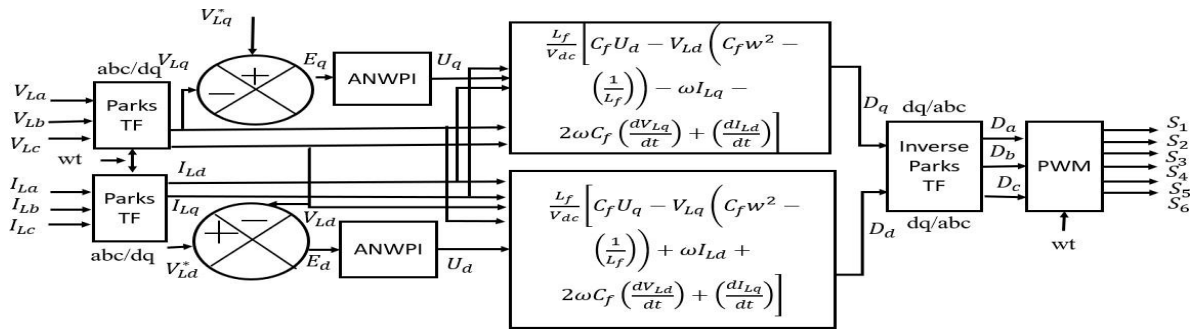 V*Lq
abc/dq
VLq
Eq
ANWPI
Uq
VLa
VLb
VLc
Parks
TF
wt
ILa
ILb
ILc
Parks
TF
abc/dq
ILd
ILq
V*Ld
VLd
Ed
ANWPI
Ud
Lf/Vdc [CfUd − VLd (Cfw² −
(1/Lf)) − ωILq −
2ωCf (dVLq/dt) + (dILd/dt)]
Lf/Vdc [CfUq − VLq (Cfw² −
(1/Lf)) + ωILd +
2ωCf (dVLd/dt) + (dILq/dt)]
Dq
Dd
dq/abc
Inverse
Parks
TF
dq/abc
Da
Db
Dc
PWM
wt
S1
S2
S3
S4
S5
S6